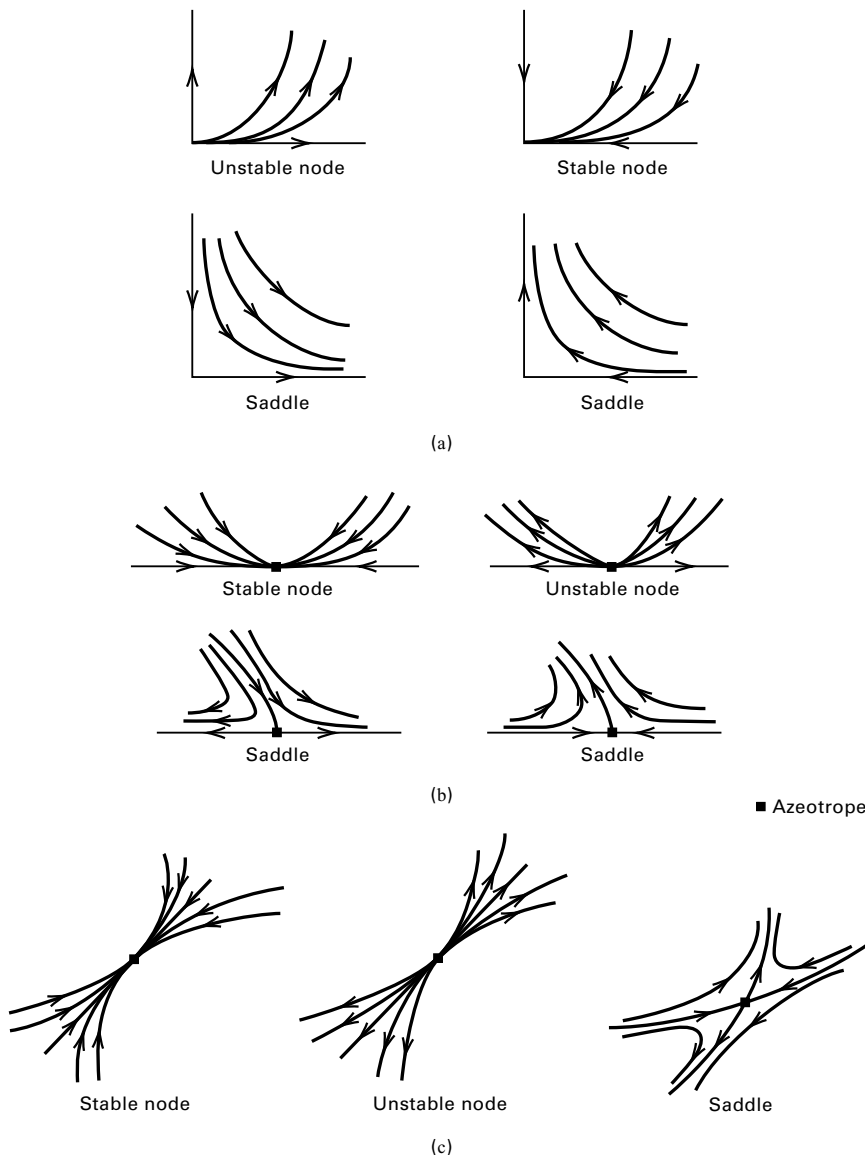 Unstable node
Stable node
Saddle
Saddle
(a)
Stable node
Unstable node
Saddle
Saddle
(b)
Azeotrope
Stable node
Unstable node
Saddle
(c)